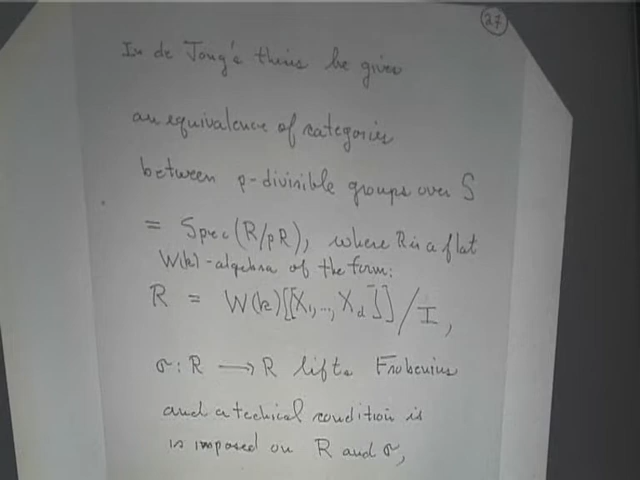 27
In de Jong's thesis he gives
an equivalence of categories
between p-divisible groups over S
= Spec(R/pR), where R is a flat
W(k)-algebra of the form:
R = W(k)[[X₁,..., X_d]]/I,
σ: R → R lifts Frobenius
and a techical condition is
is imposed on R and σ,